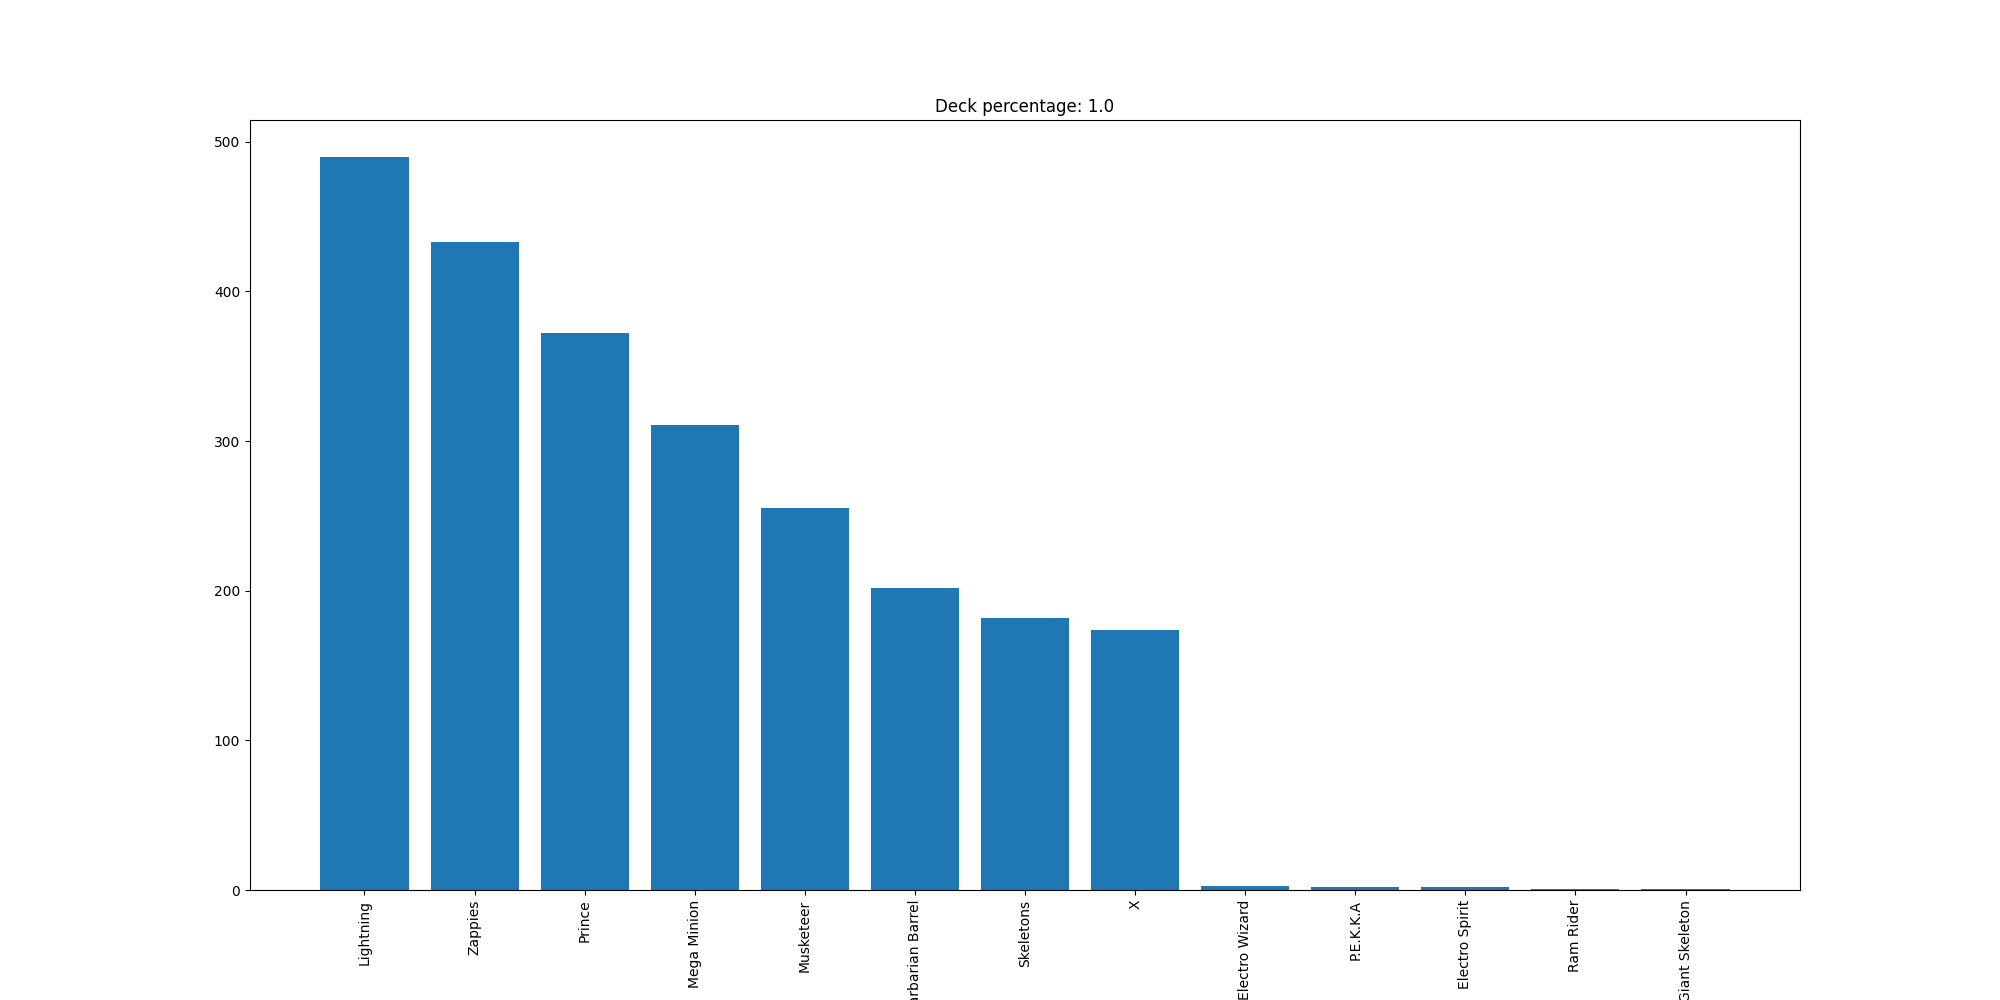 Deck percentage: 1.0
500
400
300
200
100
0
Lightning
Zappies
Prince
Mega Minion
Musketeer
arbarian Barrel
Skeletons
X
Electro Wizard
P.E.K.K.A
Electro Spirit
Ram Rider
Giant Skeleton